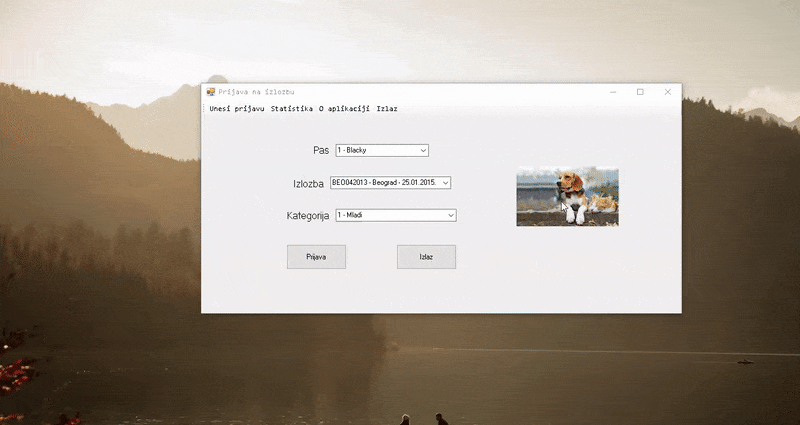 Prijava na izlozbu
Unesi prijavu Statistika O aplikaciji Izlaz
Pas 1 - Blacky
Izlozba BEO042013 - Beograd - 25.01.2015.
Kategorija 1 - Mladi
Prijava Izlaz